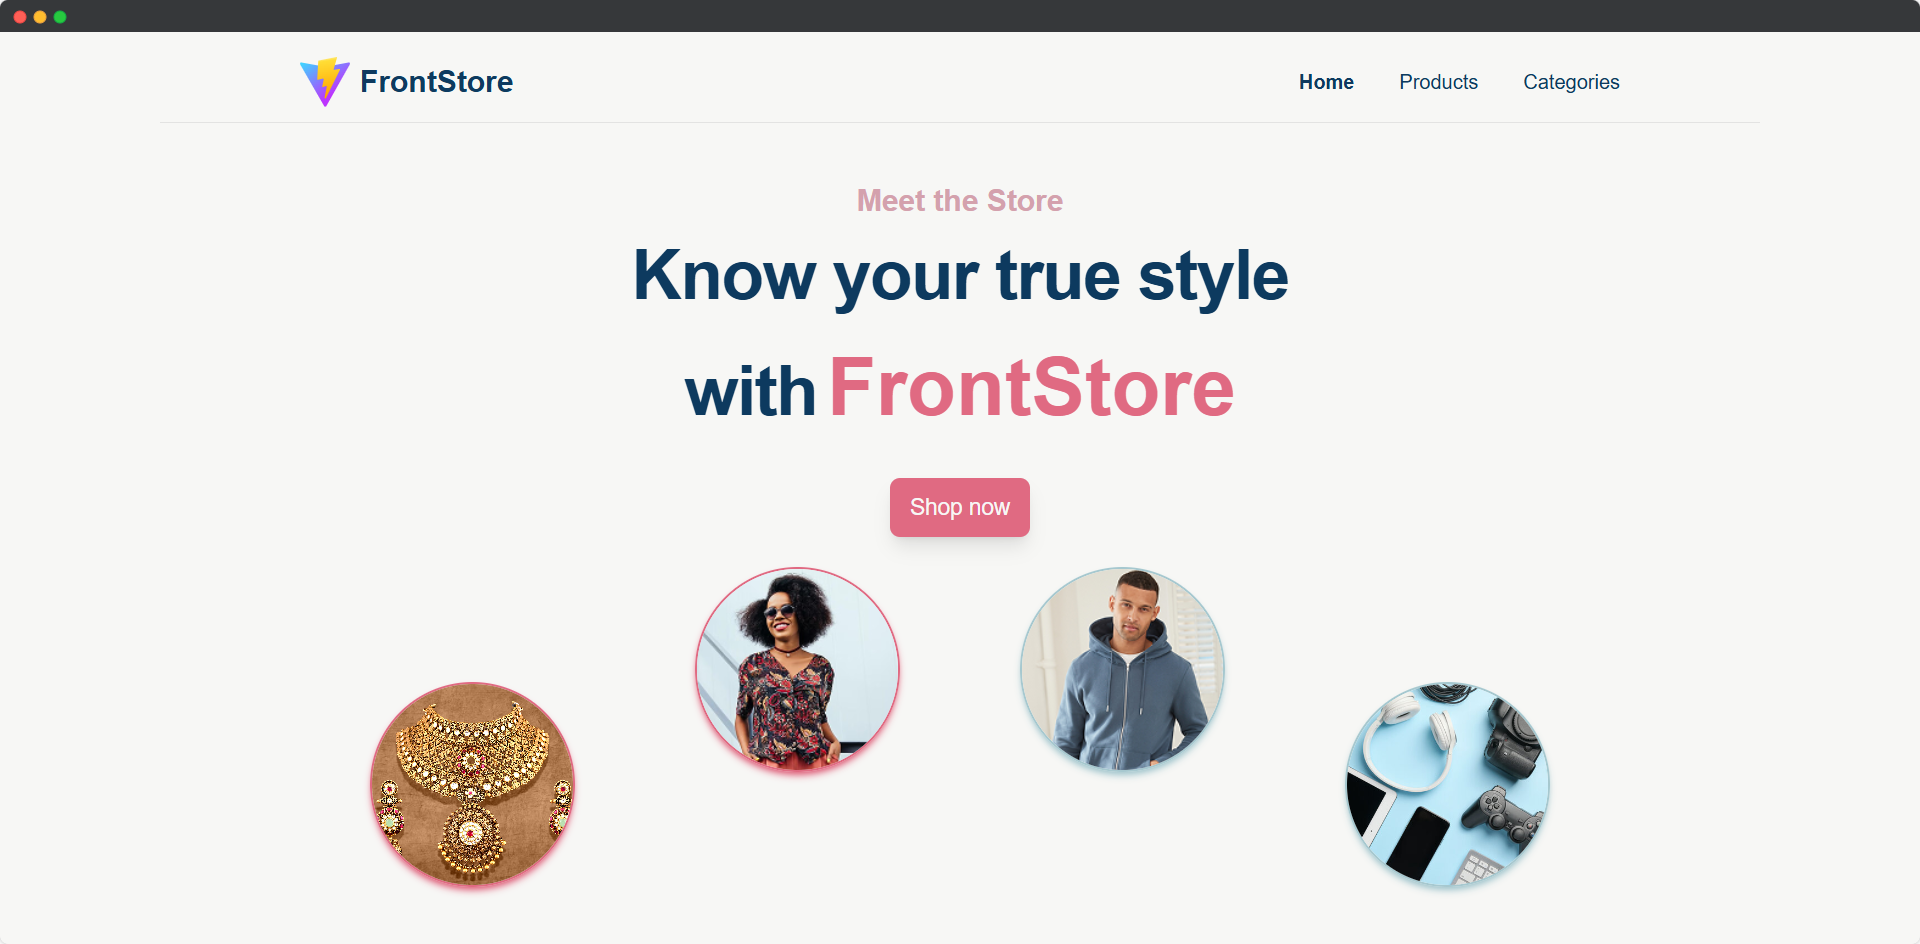 FrontStore
Home Products Categories
Meet the Store
Know your true style
with FrontStore
Shop now